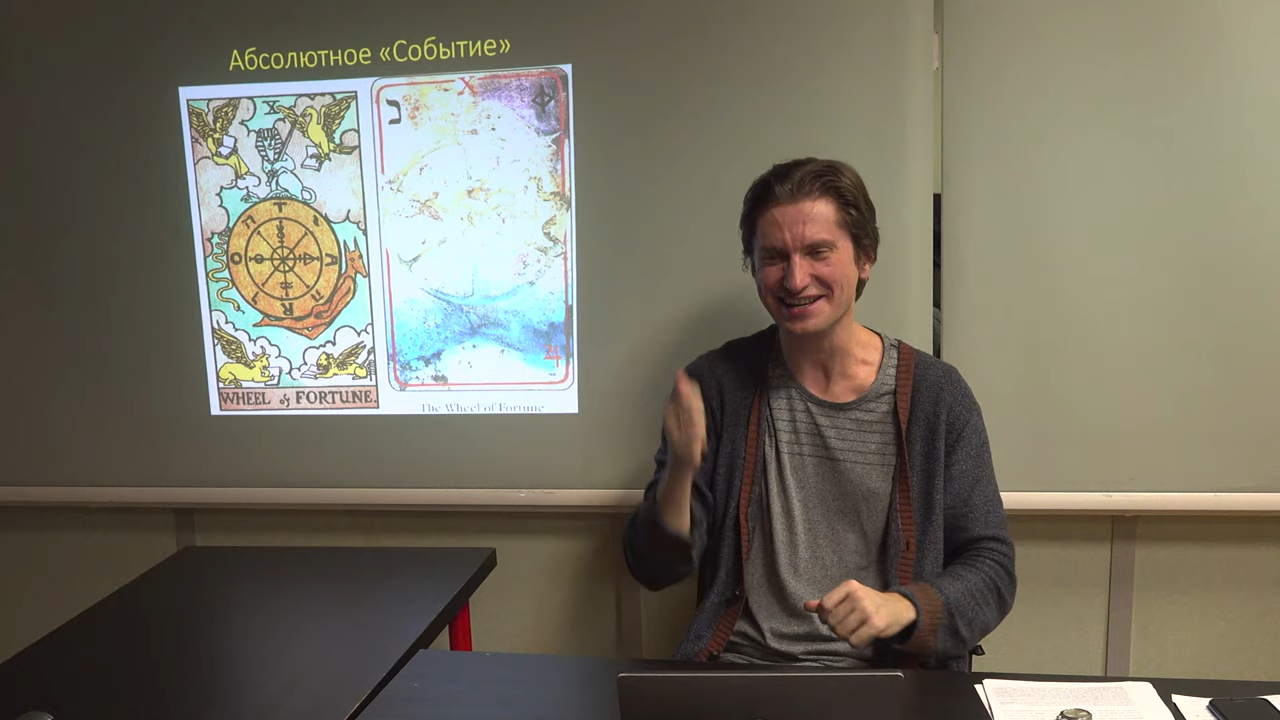 Абсолютное «Событие»
X
X
כ
T
A
R
O
WHEEL of FORTUNE.
The Wheel of Fortune